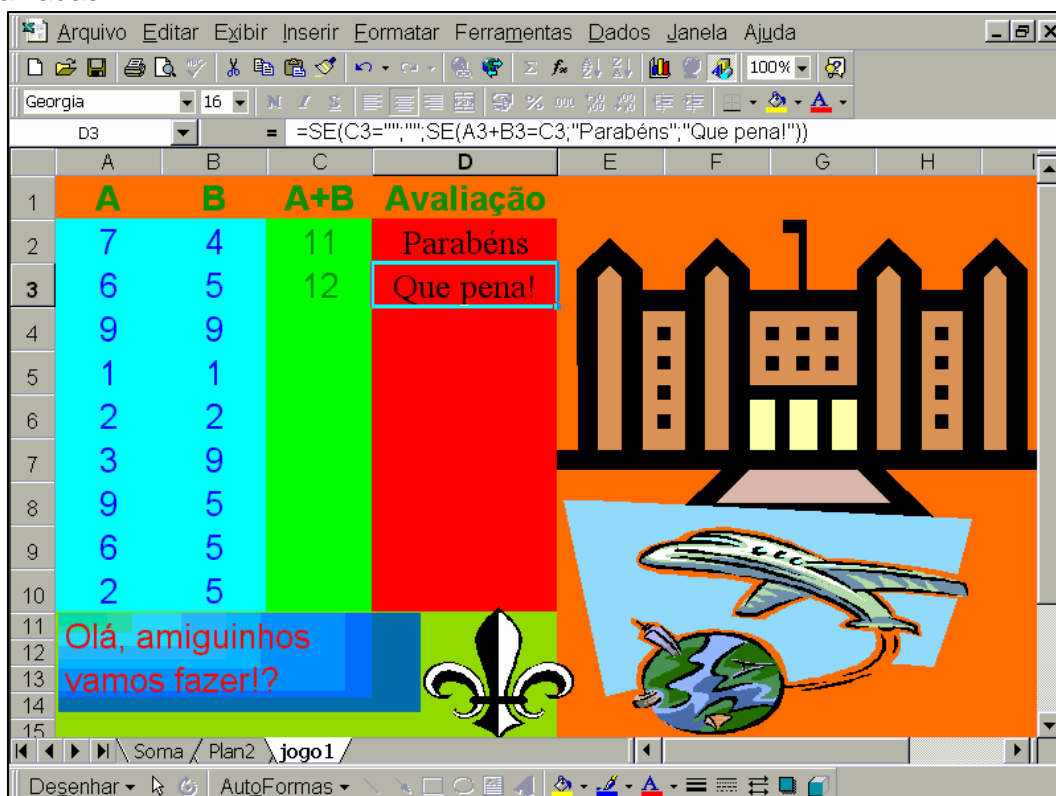 Arquivo Editar Exibir Inserir Formatar Ferramentas Dados Janela Ajuda
100%
Georgia 16 N I S % 000
D3 = =SE(C3="";"";SE(A3+B3=C3;"Parabéns";"Que pena!"))
A B C D E F G H I
1 A B A+B Avaliação
2 7 4 11 Parabéns
3 6 5 12 Que pena!
4 9 9
5 1 1
6 2 2
7 3 9
8 9 5
9 6 5
10 2 5
11
12
13
14
15
Olá, amiguinhos
vamos fazer!?
Soma Plan2 jogo1
Desenhar AutoFormas